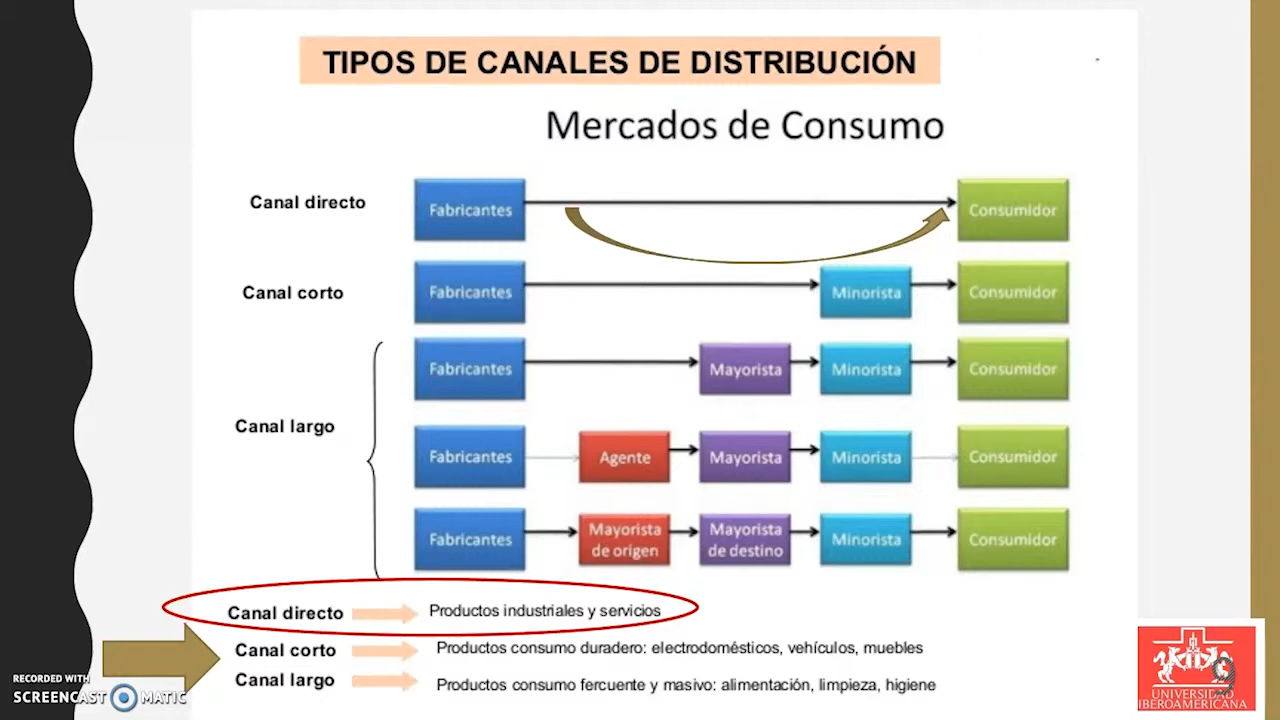 TIPOS DE CANALES DE DISTRIBUCIÓN
Mercados de Consumo
Canal directo Fabricantes Consumidor
Canal corto Fabricantes Minorista Consumidor
Fabricantes Mayorista Minorista Consumidor
Canal largo
Fabricantes Agente Mayorista Minorista Consumidor
Fabricantes Mayorista de origen Mayorista de destino Minorista Consumidor
Canal directo Productos industriales y servicios
Canal corto Productos consumo duradero: electrodomésticos, vehículos, muebles
Canal largo Productos consumo fercuente y masivo: alimentación, limpieza, higiene
RECORDED WITH
SCREENCAST MATIC
9
UNIVERSIDAD
IBEROAMERICANA